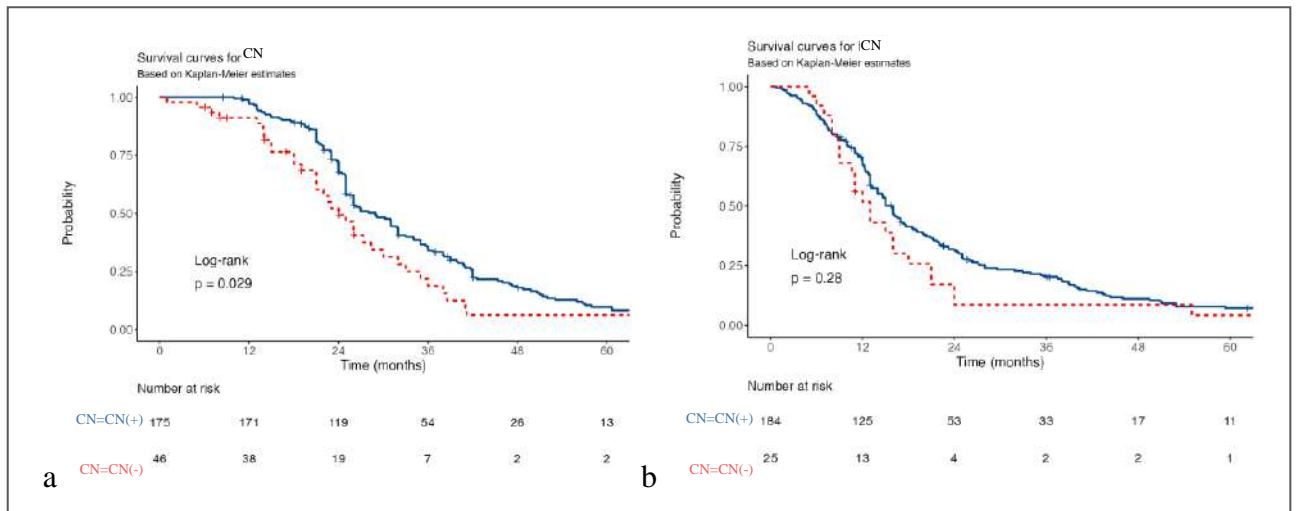 Survival curves for CN
Based on Kaplan-Meier estimates
1.00
0.75
0.50
0.25
0.00
Probability
Log-rank
p = 0.029
0 12 24 36 48 60
Time (months)
Number at risk
CN=CN(+) 175 171 119 54 26 13
CN=CN(-) 46 38 19 7 2 2
a
Survival curves for CN
Based on Kaplan-Meier estimates
1.00
0.75
0.50
0.25
0.00
Probability
Log-rank
p = 0.28
0 12 24 36 48 60
Time (months)
Number at risk
CN=CN(+) 184 125 53 33 17 11
CN=CN(-) 25 13 4 2 2 1
b